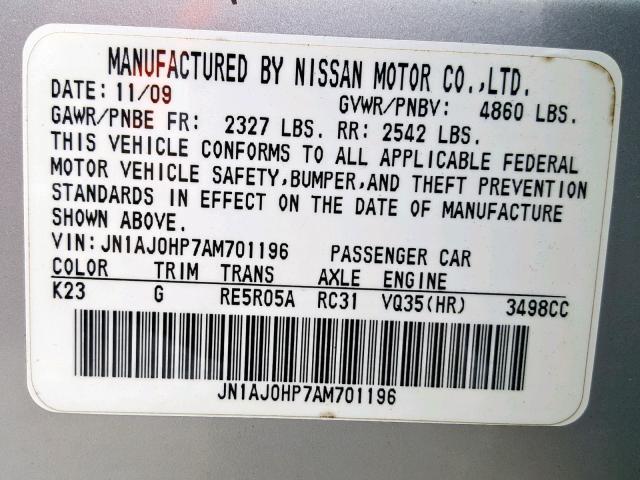 MANUFACTURED BY NISSAN MOTOR CO.,LTD.
DATE: 11/09 GVWR/PNBV: 4860 LBS.
GAWR/PNBE FR: 2327 LBS. RR: 2542 LBS.
THIS VEHICLE CONFORMS TO ALL APPLICABLE FEDERAL
MOTOR VEHICLE SAFETY,BUMPER,AND THEFT PREVENTION
STANDARDS IN EFFECT ON THE DATE OF MANUFACTURE
SHOWN ABOVE.
VIN:JN1AJ0HP7AM701196 PASSENGER CAR
COLOR TRIM TRANS AXLE ENGINE
K23 G RE5R05A RC31 VQ35(HR) 3498CC
JN1AJ0HP7AM701196